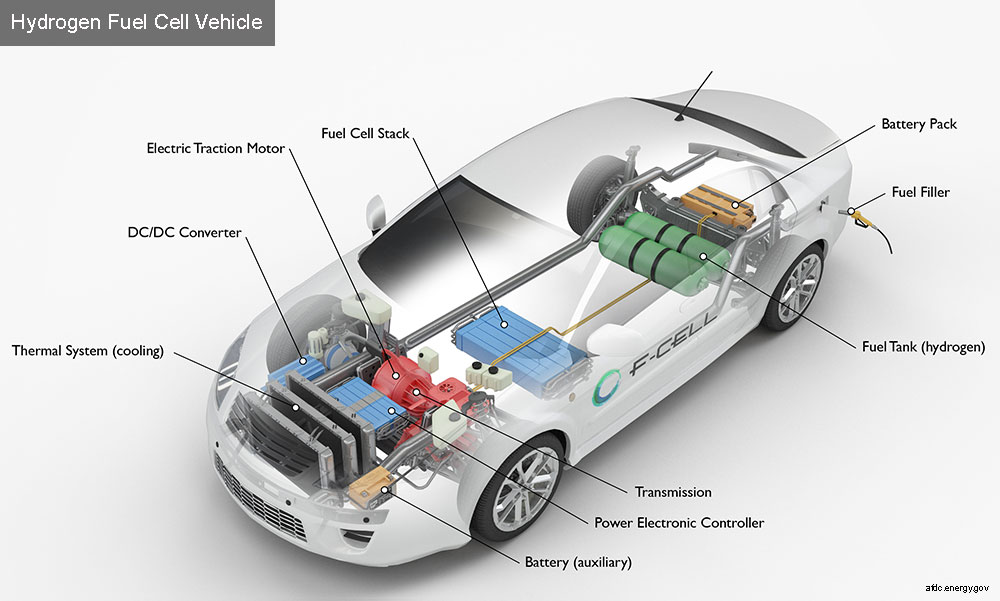 Hydrogen Fuel Cell Vehicle
Battery Pack
Fuel Cell Stack
Electric Traction Motor
Fuel Filler
DC/DC Converter
Thermal System (cooling)
Fuel Tank (hydrogen)
F-CELL
Transmission
Power Electronic Controller
Battery (auxiliary)
afdc.energy.gov